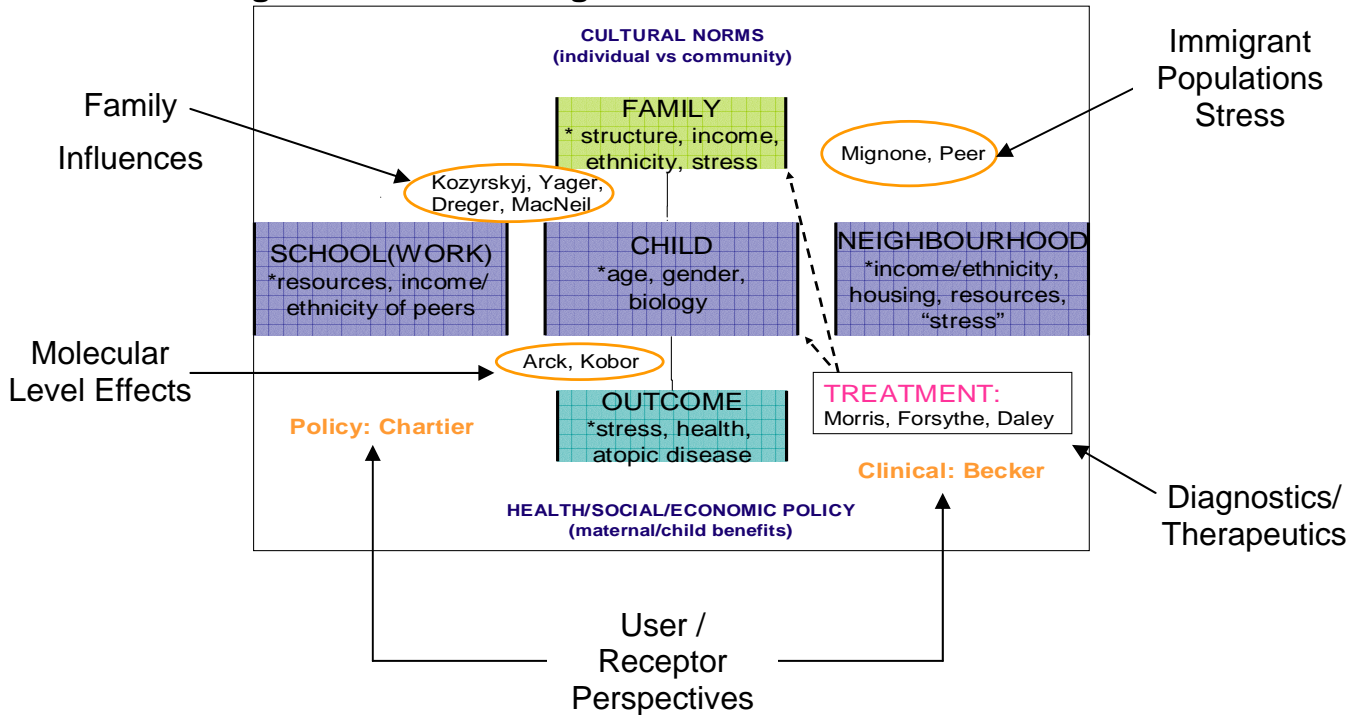 CULTURAL NORMS
(individual vs community)
Immigrant
Populations
Stress
Family
Influences
FAMILY
* structure, income,
ethnicity, stress
Mignone, Peer
Kozyrskyj, Yager,
Dreger, MacNeil
SCHOOL(WORK)
*resources, income/
ethnicity of peers
CHILD
*age, gender,
biology
NEIGHBOURHOOD
*income/ethnicity,
housing, resources,
“stress”
Molecular
Level Effects
Arck, Kobor
OUTCOME
*stress, health,
atopic disease
TREATMENT:
Morris, Forsythe, Daley
Policy: Chartier
Clinical: Becker
Diagnostics/
Therapeutics
HEALTH/SOCIAL/ECONOMIC POLICY
(maternal/child benefits)
User /
Receptor
Perspectives